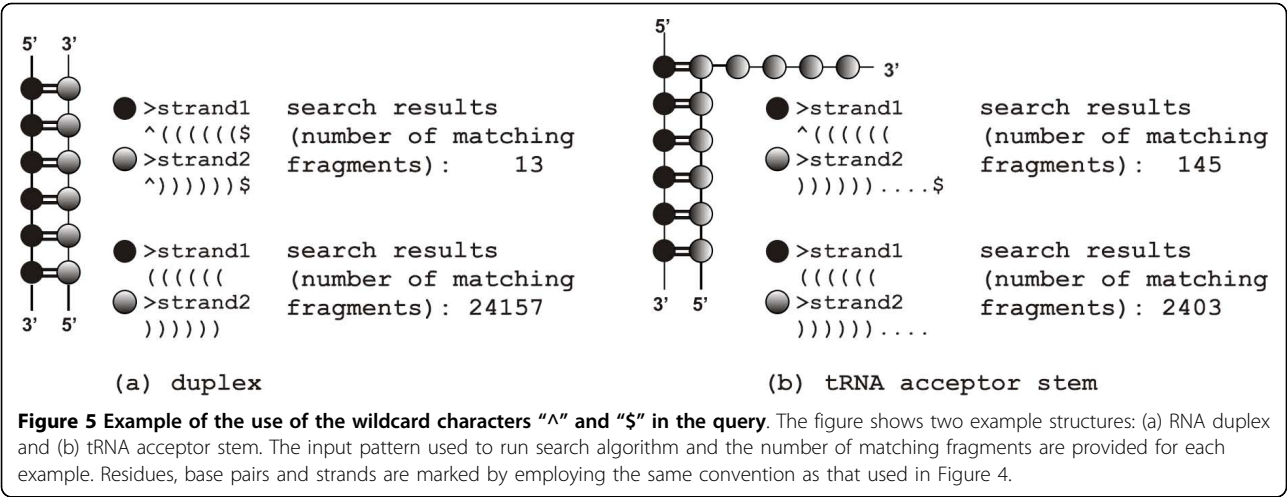 5’ 3’
>strand1
^(((((($
>strand2
^))))))$
search results
(number of matching
fragments): 13
>strand1
((((((
>strand2
))))))
search results
(number of matching
fragments): 24157
3’ 5’
(a) duplex
5’
3’
>strand1
^((((((
>strand2
))))))....$
search results
(number of matching
fragments): 145
>strand1
((((((
>strand2
))))))....
search results
(number of matching
fragments): 2403
3’ 5’
(b) tRNA acceptor stem
Figure 5 Example of the use of the wildcard characters “^” and “$” in the query. The figure shows two example structures: (a) RNA duplex
and (b) tRNA acceptor stem. The input pattern used to run search algorithm and the number of matching fragments are provided for each
example. Residues, base pairs and strands are marked by employing the same convention as that used in Figure 4.